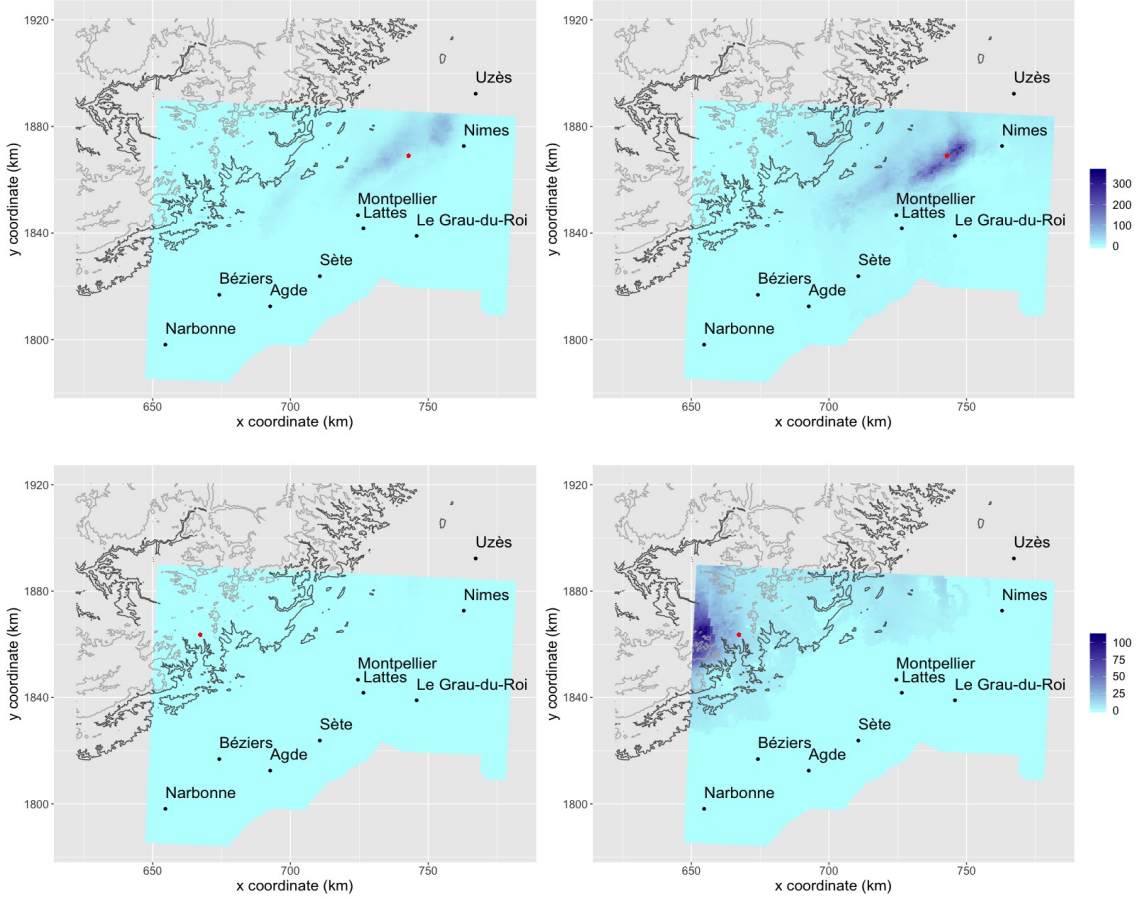 1920
1880
1840
1800
y coordinate (km)
Uzès
Nimes
Montpellier
Lattes
Le Grau-du-Roi
Sète
Béziers
Agde
Narbonne
650
700
750
x coordinate (km)
1920
1880
1840
1800
y coordinate (km)
Uzès
Nimes
Montpellier
Lattes
Le Grau-du-Roi
Sète
Béziers
Agde
Narbonne
650
700
750
x coordinate (km)
300
200
100
0
1920
1880
1840
1800
y coordinate (km)
Uzès
Nimes
Montpellier
Lattes
Le Grau-du-Roi
Sète
Béziers
Agde
Narbonne
650
700
750
x coordinate (km)
1920
1880
1840
1800
y coordinate (km)
Uzès
Nimes
Montpellier
Lattes
Le Grau-du-Roi
Sète
Béziers
Agde
Narbonne
650
700
750
x coordinate (km)
100
75
50
25
0